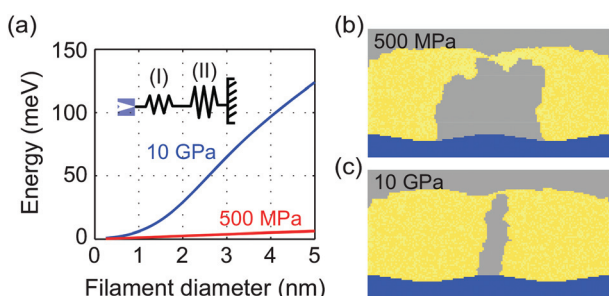 (a)
150
100
50
0
Energy (meV)
(I) (II)
10 GPa
500 MPa
0 1 2 3 4 5
Filament diameter (nm)
(b)
500 MPa
(c)
10 GPa